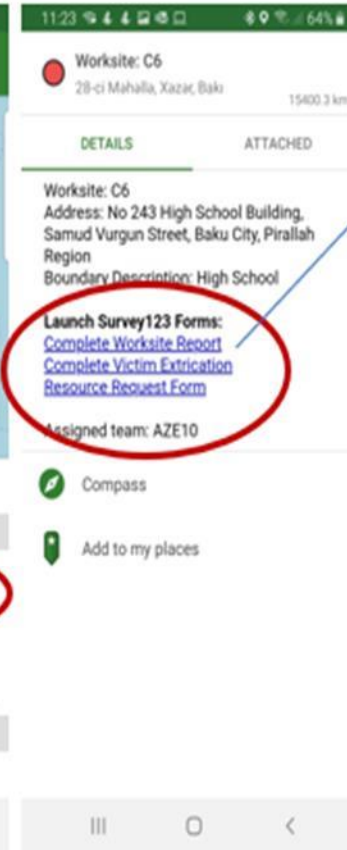 11:23 64%
Worksite: C6
28-ci Mahalla, Xazar, Baku
15400.3 km
DETAILS ATTACHED
Worksite: C6
Address: No 243 High School Building,
Samud Vurgun Street, Baku City, Pirallah
Region
Boundary Description: High School
Launch Survey123 Forms:
Complete Worksite Report
Complete Victim Extrication
Resource Request Form
Assigned team: AZE10
Compass
Add to my places